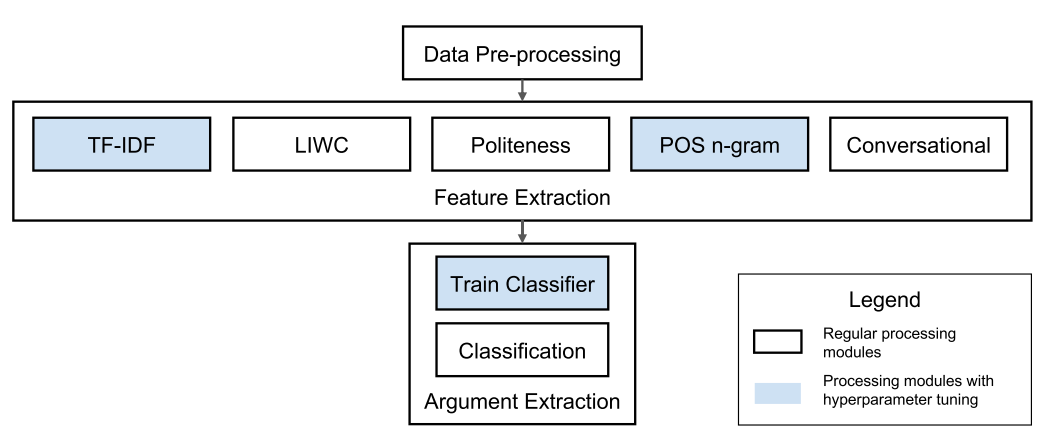 Data Pre-processing
TF-IDF
LIWC
Politeness
POS n-gram
Conversational
Feature Extraction
Train Classifier
Classification
Argument Extraction
Legend
Regular processing
modules
Processing modules with
hyperparameter tuning